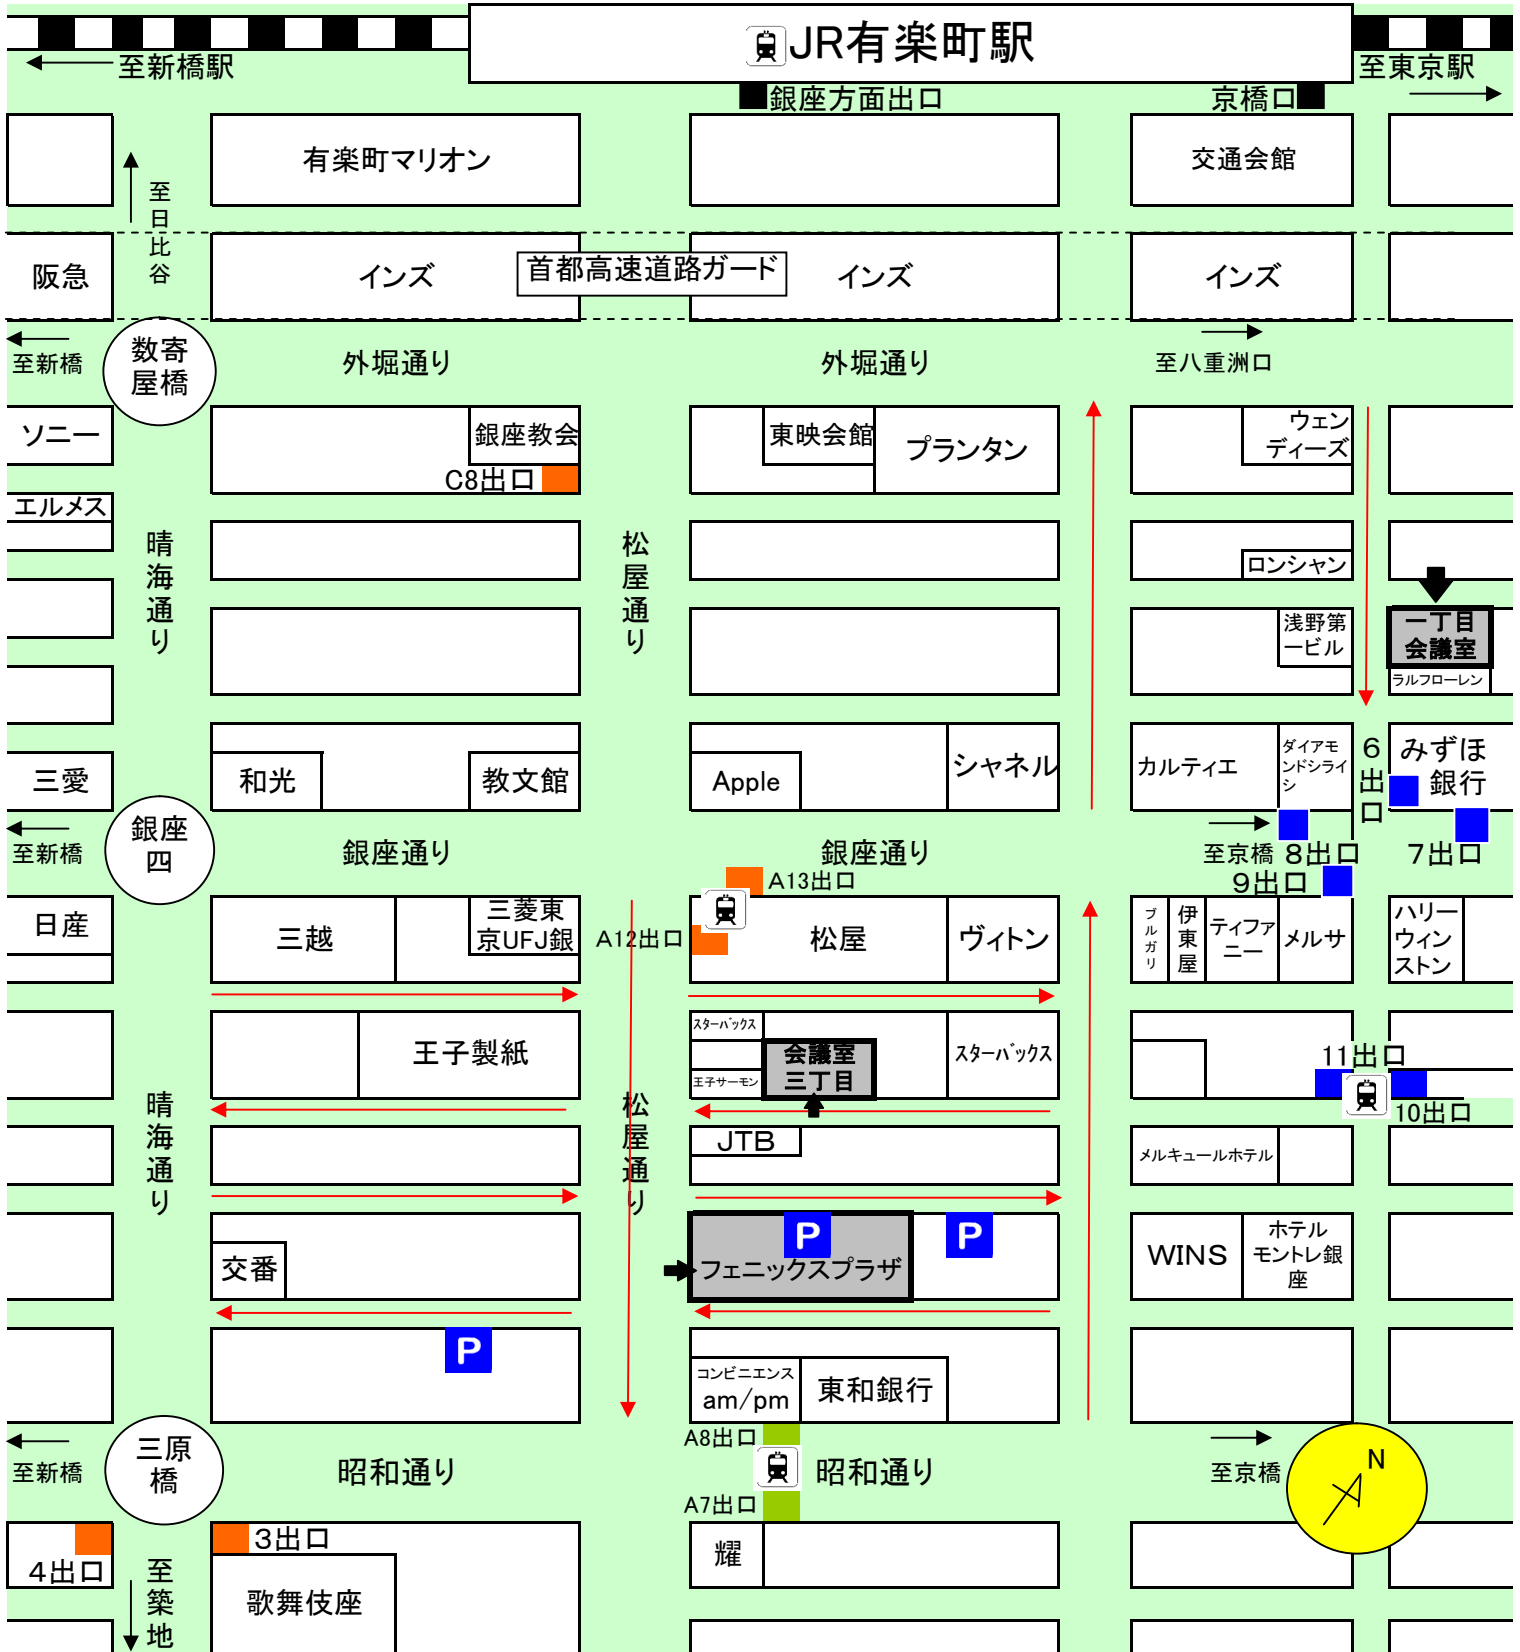 JR有楽町駅
至新橋駅
至東京駅
銀座方面出口
京橋口
有楽町マリオン
交通会館
至日比谷
阪急
インズ
首都高速道路ガード
インズ
インズ
数寄
屋橋
至新橋
外堀通り
外堀通り
至八重洲口
ソニー
銀座教会
C8出口
東映会館
プランタン
ウェン
ディーズ
エルメス
晴海通り
松屋通り
ロンシャン
浅野第
一ビル
一丁目
会議室
ラルフローレン
三愛
和光
教文館
Apple
シャネル
カルティエ
ダイアモ
ンドシライ
シ
6出口
みずほ
銀行
銀座
四
至新橋
銀座通り
銀座通り
至京橋
8出口
7出口
9出口
A13出口
日産
三越
三菱東
京UFJ銀
A12出口
松屋
ヴィトン
ブルガリ
伊東屋
ティファ
ニー
メルサ
ハリー
ウィン
ストン
王子製紙
スターバックス
会議室
三丁目
王子サーモン
スターバックス
11出口
10出口
晴海通り
松屋通り
JTB
メルキュールホテル
P
P
フェニックスプラザ
交番
WINS
ホテル
モントレ銀
座
P
コンビニエンス
am/pm
東和銀行
三原
橋
至新橋
昭和通り
A8出口
昭和通り
至京橋
N
A7出口
4出口
3出口
至築地
歌舞伎座
耀